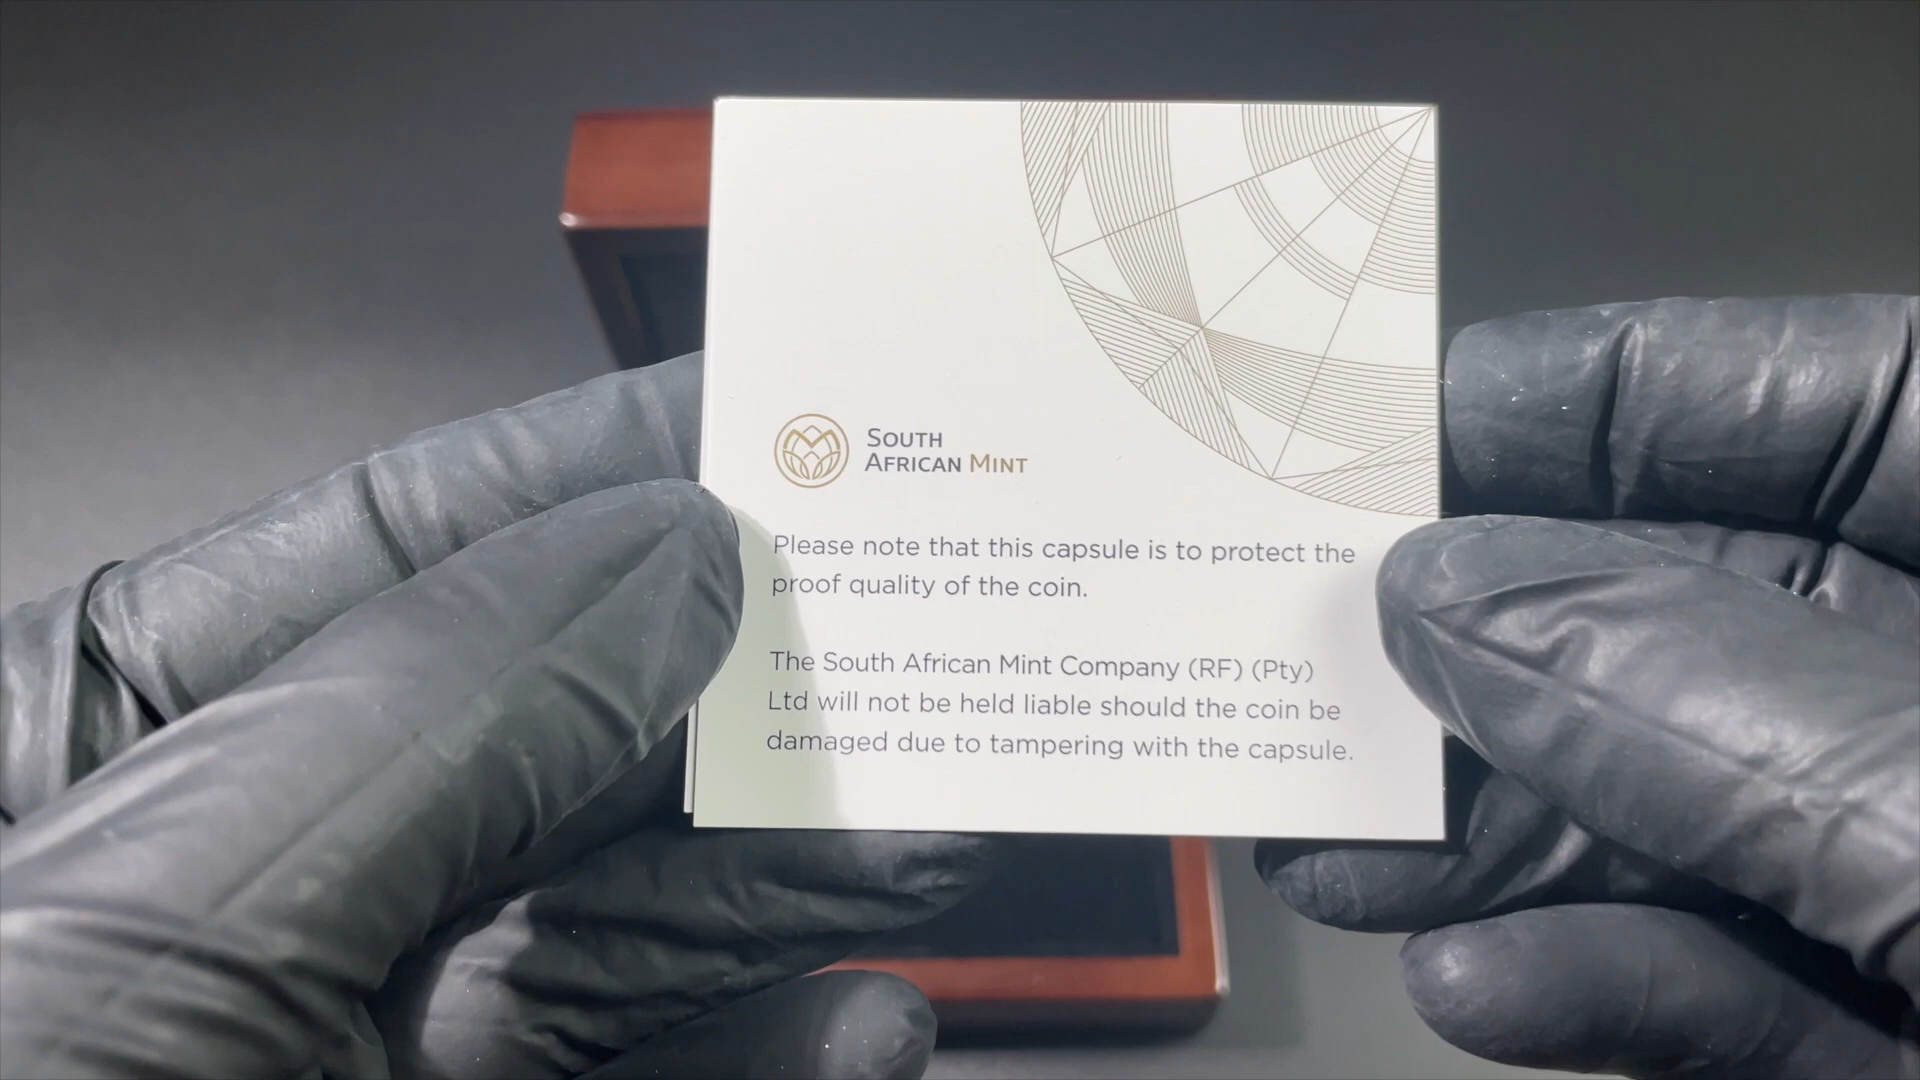 SOUTH
AFRICAN MINT
Please note that this capsule is to protect the
proof quality of the coin.
The South African Mint Company (RF) (Pty)
Ltd will not be held liable should the coin be
damaged due to tampering with the capsule.